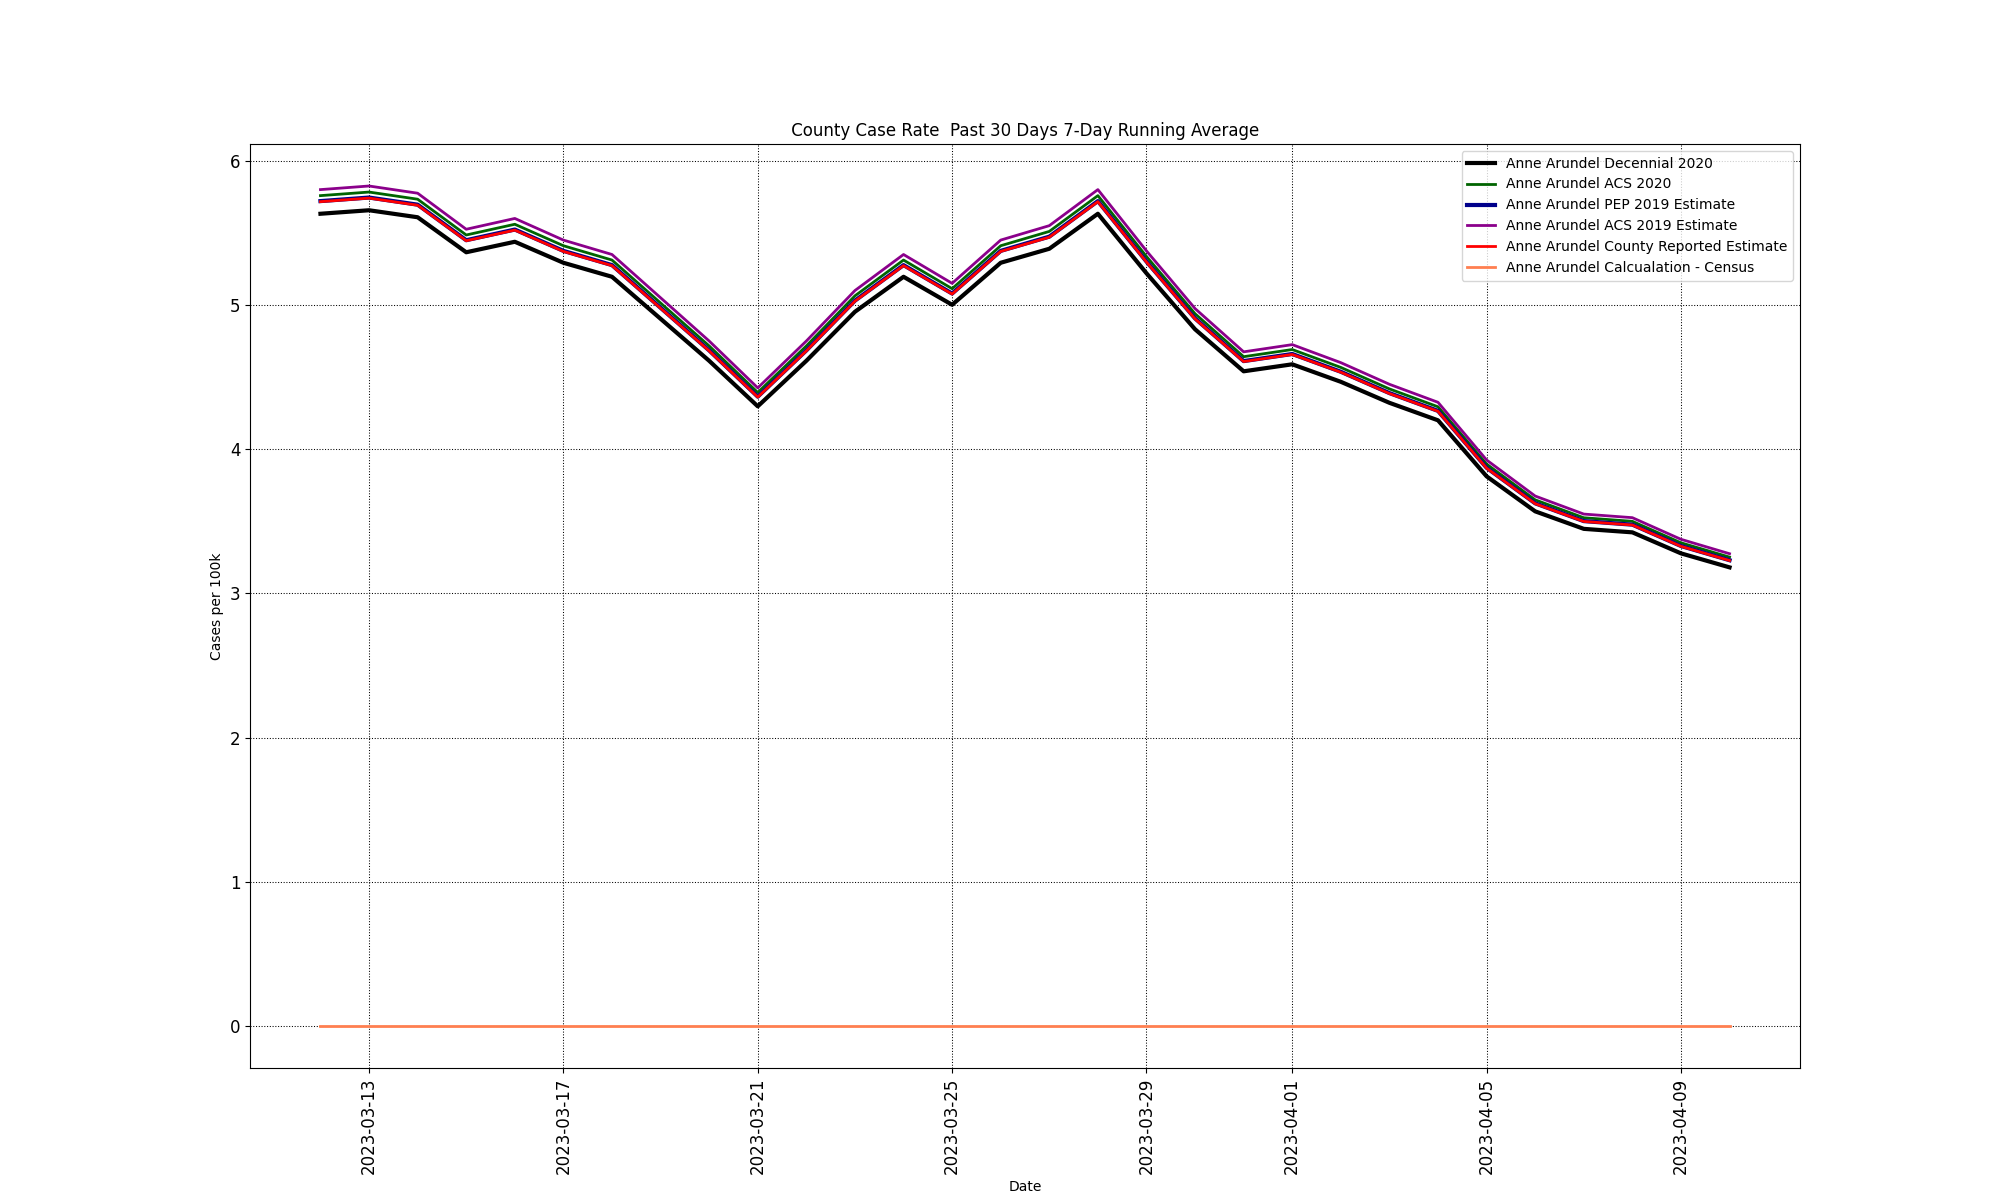 County Case Rate  Past 30 Days 7-Day Running Average
Anne Arundel Decennial 2020
Anne Arundel ACS 2020
Anne Arundel PEP 2019 Estimate
Anne Arundel ACS 2019 Estimate
Anne Arundel County Reported Estimate
Anne Arundel Calcualation - Census
6
5
4
3
2
1
0
Cases per 100k
2023-03-13
2023-03-17
2023-03-21
2023-03-25
2023-03-29
2023-04-01
2023-04-05
2023-04-09
Date